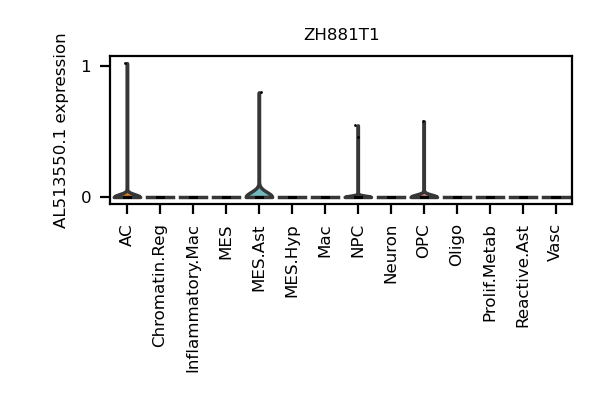 ZH881T1
AL513550.1 expression
1
0
AC
Chromatin.Reg
Inflammatory.Mac
MES
MES.Ast
MES.Hyp
Mac
NPC
Neuron
OPC
Oligo
Prolif.Metab
Reactive.Ast
Vasc